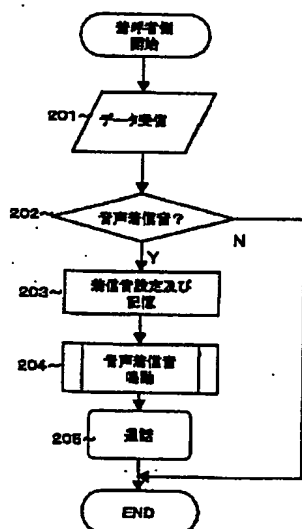 着呼者側
開始
201
データ受信
202
音声着信音?
N
Y
203
着信音設定及び
記憶
204
音声着信音
鳴動
205
通話
END